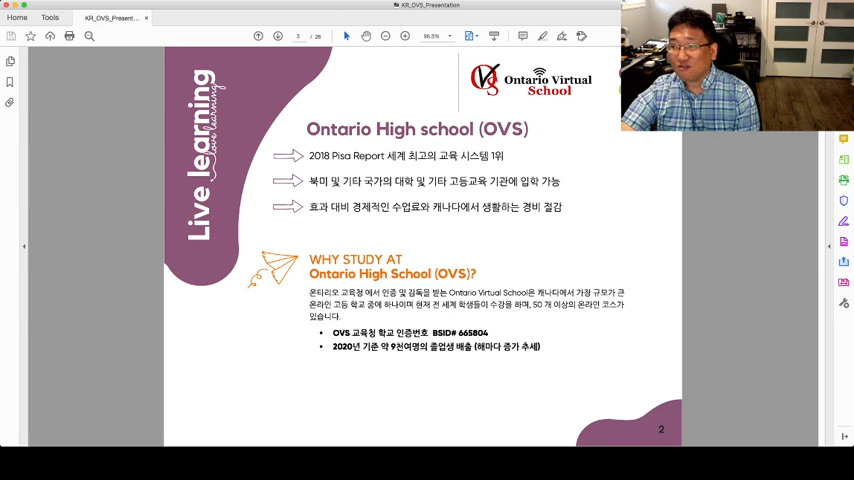 KR_OVS_Presentation
Home
Tools
KR_OVS_Present...
3 / 28
96.3%
Live learning
love learning
OVS
Ontario Virtual
School
Ontario High school (OVS)
2018 Pisa Report 세계 최고의 교육 시스템 1위
북미 및 기타 국가의 대학 및 기타 고등교육 기관에 입학 가능
효과 대비 경제적인 수업료와 캐나다에서 생활하는 경비 절감
WHY STUDY AT
Ontario High School (OVS)?
온타리오 교육청 에서 인증 및 감독을 받는 Ontario Virtual School은 캐나다에서 가장 규모가 큰
온라인 고등 학교 중에 하나이며 현재 전 세계 학생들이 수강을 하며, 50 개 이상의 온라인 코스가
있습니다.
• OVS 교육청 학교 인증번호 BSID# 665804
• 2020년 기준 약 9천여명의 졸업생 배출 (해마다 증가 추세)
2